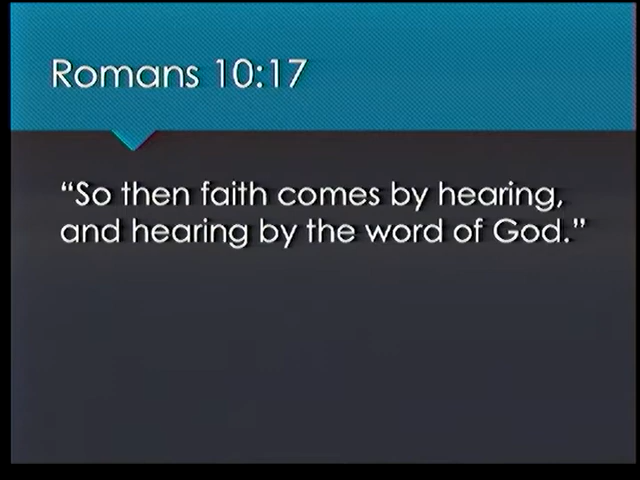 Romans 10:17
“So then faith comes by hearing,
and hearing by the word of God.”